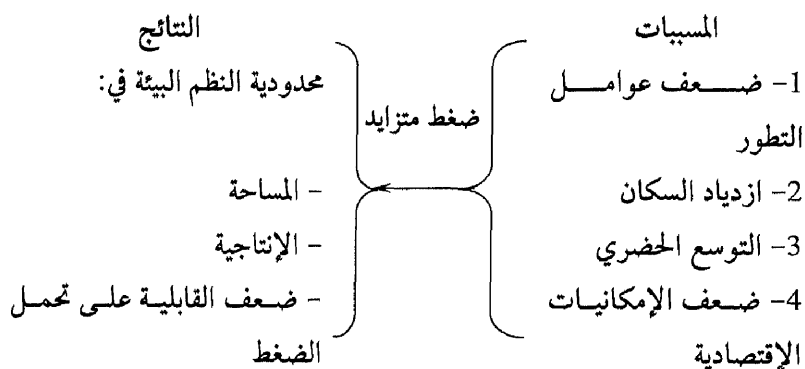 المسببات
1- ضعف عوامل
التطور
2- ازدياد السكان
3- التوسع الحضري
4- ضعف الإمكانيات
الإقتصادية
ضغط متزايد
النتائج
محدودية النظم البيئة في:
- المساحة
- الإنتاجية
- ضعف القابلية على تحمل
الضغط